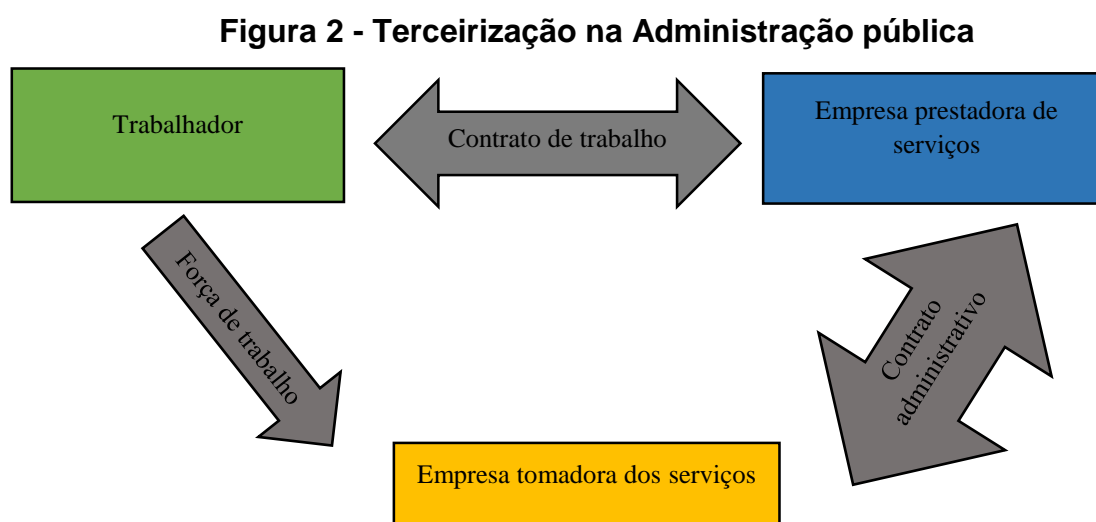 Figura 2 - Terceirização na Administração pública
Trabalhador
Contrato de trabalho
Empresa prestadora de
serviços
Força de trabalho
Contrato
administrativo
Empresa tomadora dos serviços